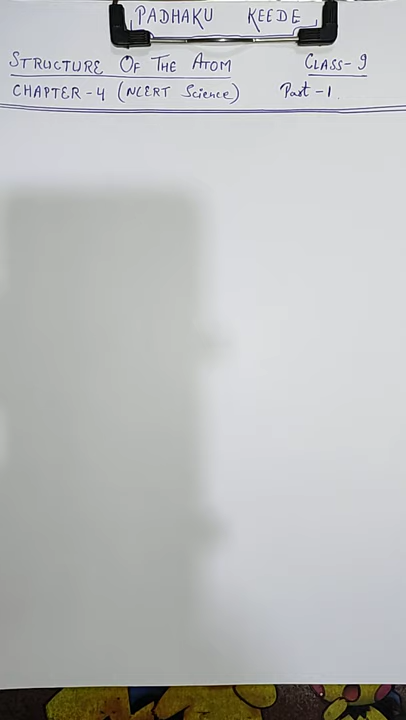 PADHAKU KEEDE
STRUCTURE OF THE ATOM CLASS-9
CHAPTER-4 (NCERT Science) Part-1.